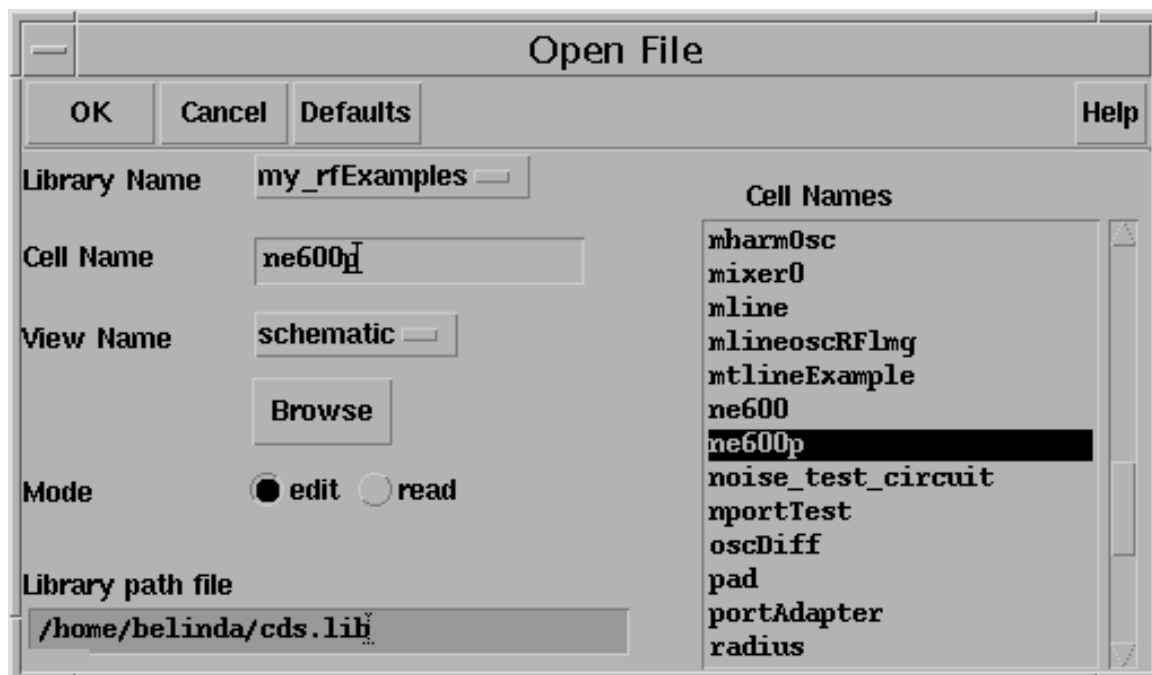 Open File
OK Cancel Defaults Help
Library Name my_rfExamples
Cell Name ne600p
View Name schematic
Browse
Mode edit read
Library path file
/home/belinda/cds.lib
Cell Names
mharmOsc
mixer0
mline
mlineoscRFlmg
mtlineExample
ne600
ne600p
noise_test_circuit
nportTest
oscDiff
pad
portAdapter
radius